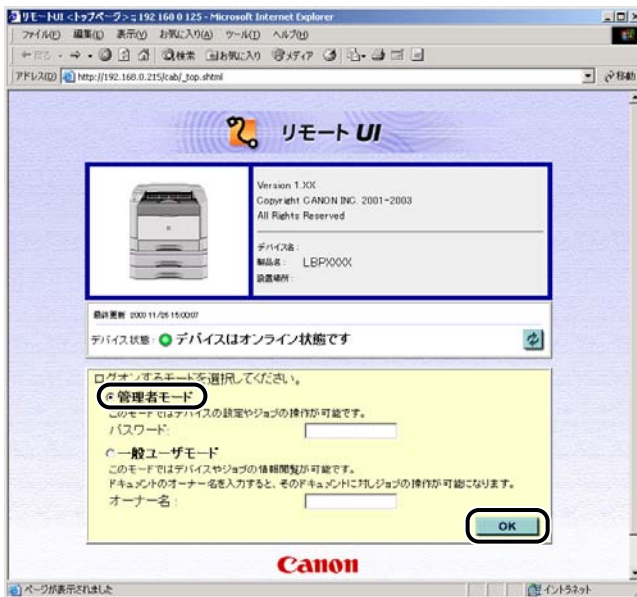 リモートUI <トップページ> : 192.168.0.125 - Microsoft Internet Explorer
ファイル(F) 編集(E) 表示(V) お気に入り(A) ツール(T) ヘルプ(H)
戻る 検索 お気に入り メディア
アドレス(D) http://192.168.0.215/cab/_top.shtml 移動
リモート UI
Version 1.XX
Copyright CANON INC. 2001-2003
All Rights Reserved
デバイス名 :
製品名 : LBPXXXX
設置場所 :
最終更新
デバイス状態 : デバイスはオンライン状態です
ログオンするモードを選択してください。
管理者モード
このモードではデバイスの設定やジョブの操作が可能です。
パスワード:
一般ユーザモード
このモードではデバイスやジョブの情報閲覧が可能です。
ドキュメントのオーナー名を入力すると、そのドキュメントに対しジョブの操作が可能になります。
オーナー名 :
OK
Canon
ページが表示されました イントラネット